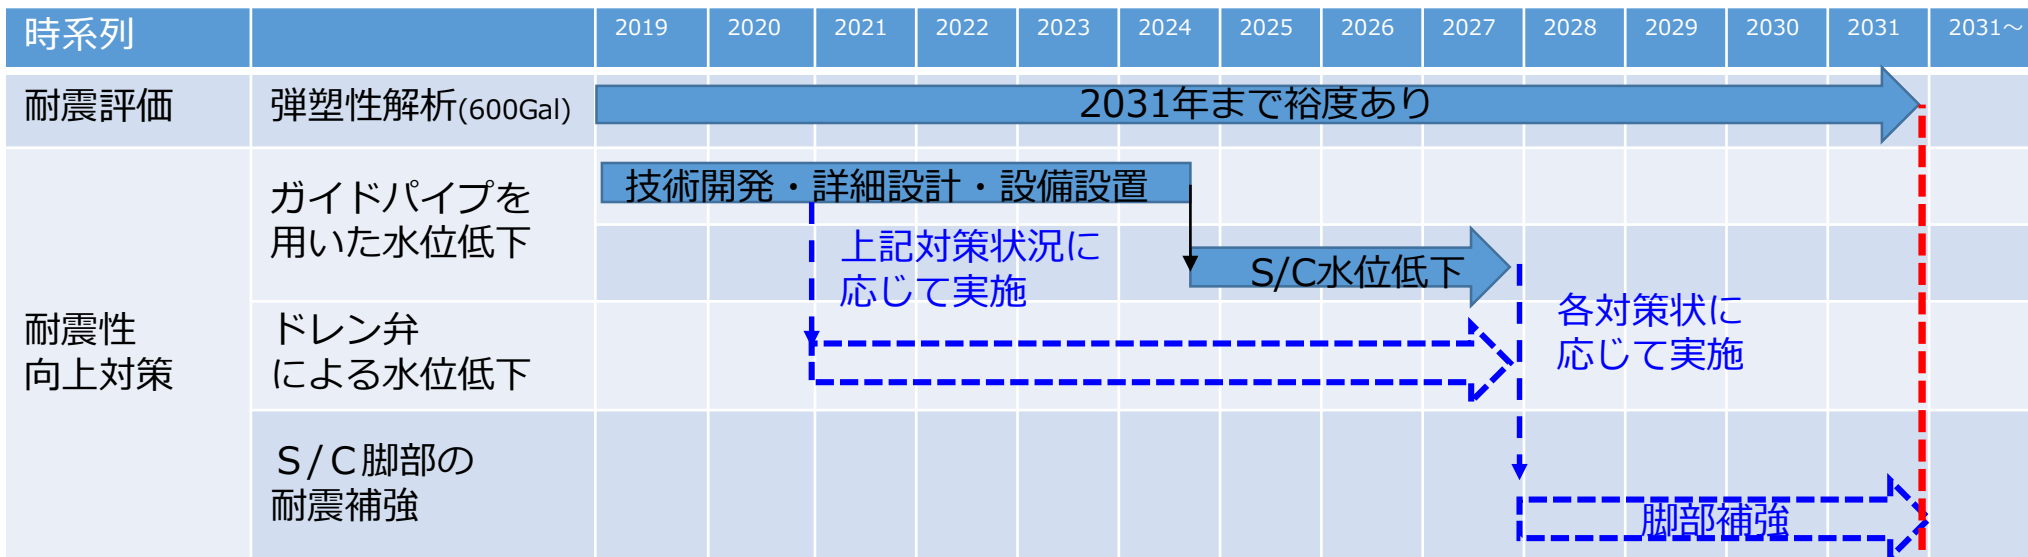 時系列 2019 2020 2021 2022 2023 2024 2025 2026 2027 2028 2029 2030 2031 2031～
耐震評価
弾塑性解析(600Gal)
2031年まで裕度あり
耐震性
向上対策
ガイドパイプを
用いた水位低下
技術開発・詳細設計・設備設置
上記対策状況に
応じて実施
S/C水位低下
ドレン弁
による水位低下
各対策状に
応じて実施
Ｓ/Ｃ脚部の
耐震補強
脚部補強